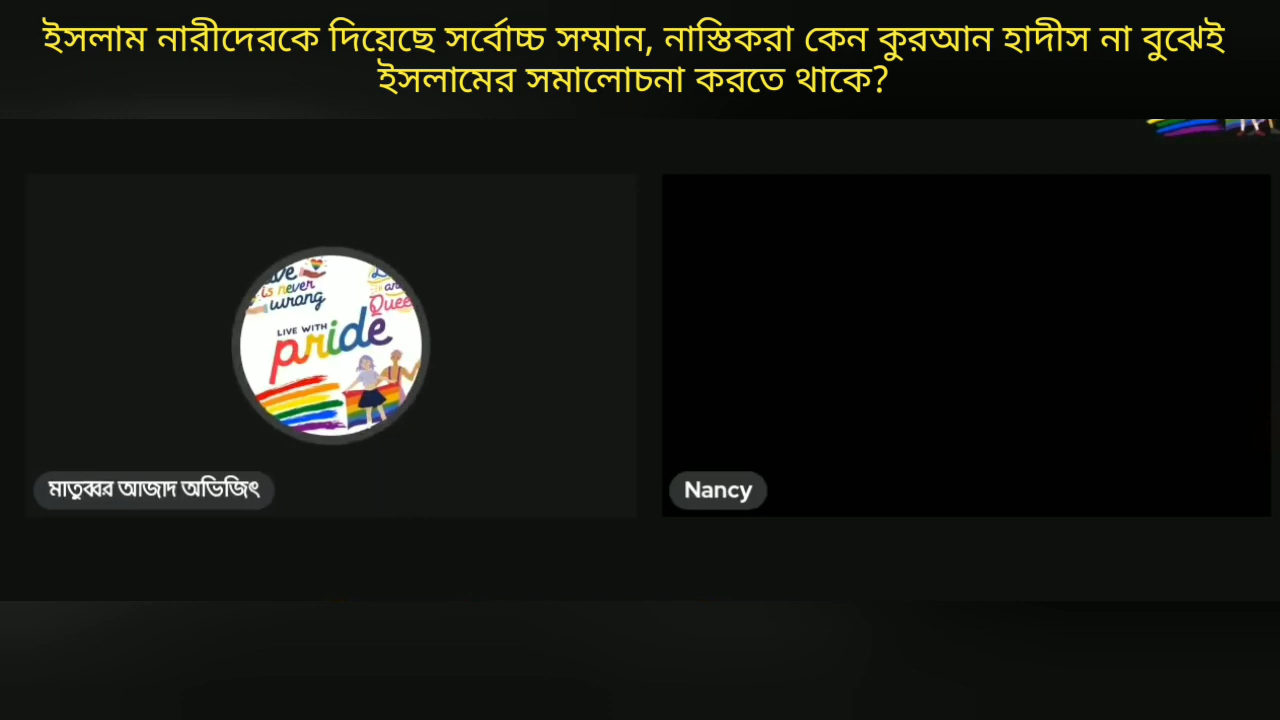 ইসলাম নারীদেরকে দিয়েছে সর্বোচ্চ সম্মান, নাস্তিকরা কেন কুরআন হাদীস না বুঝেই
ইসলামের সমালোচনা করতে থাকে?
is never
wrong
Quee
LIVE WITH
pride
মাতুব্বর আজাদ অভিজিৎ
Nancy